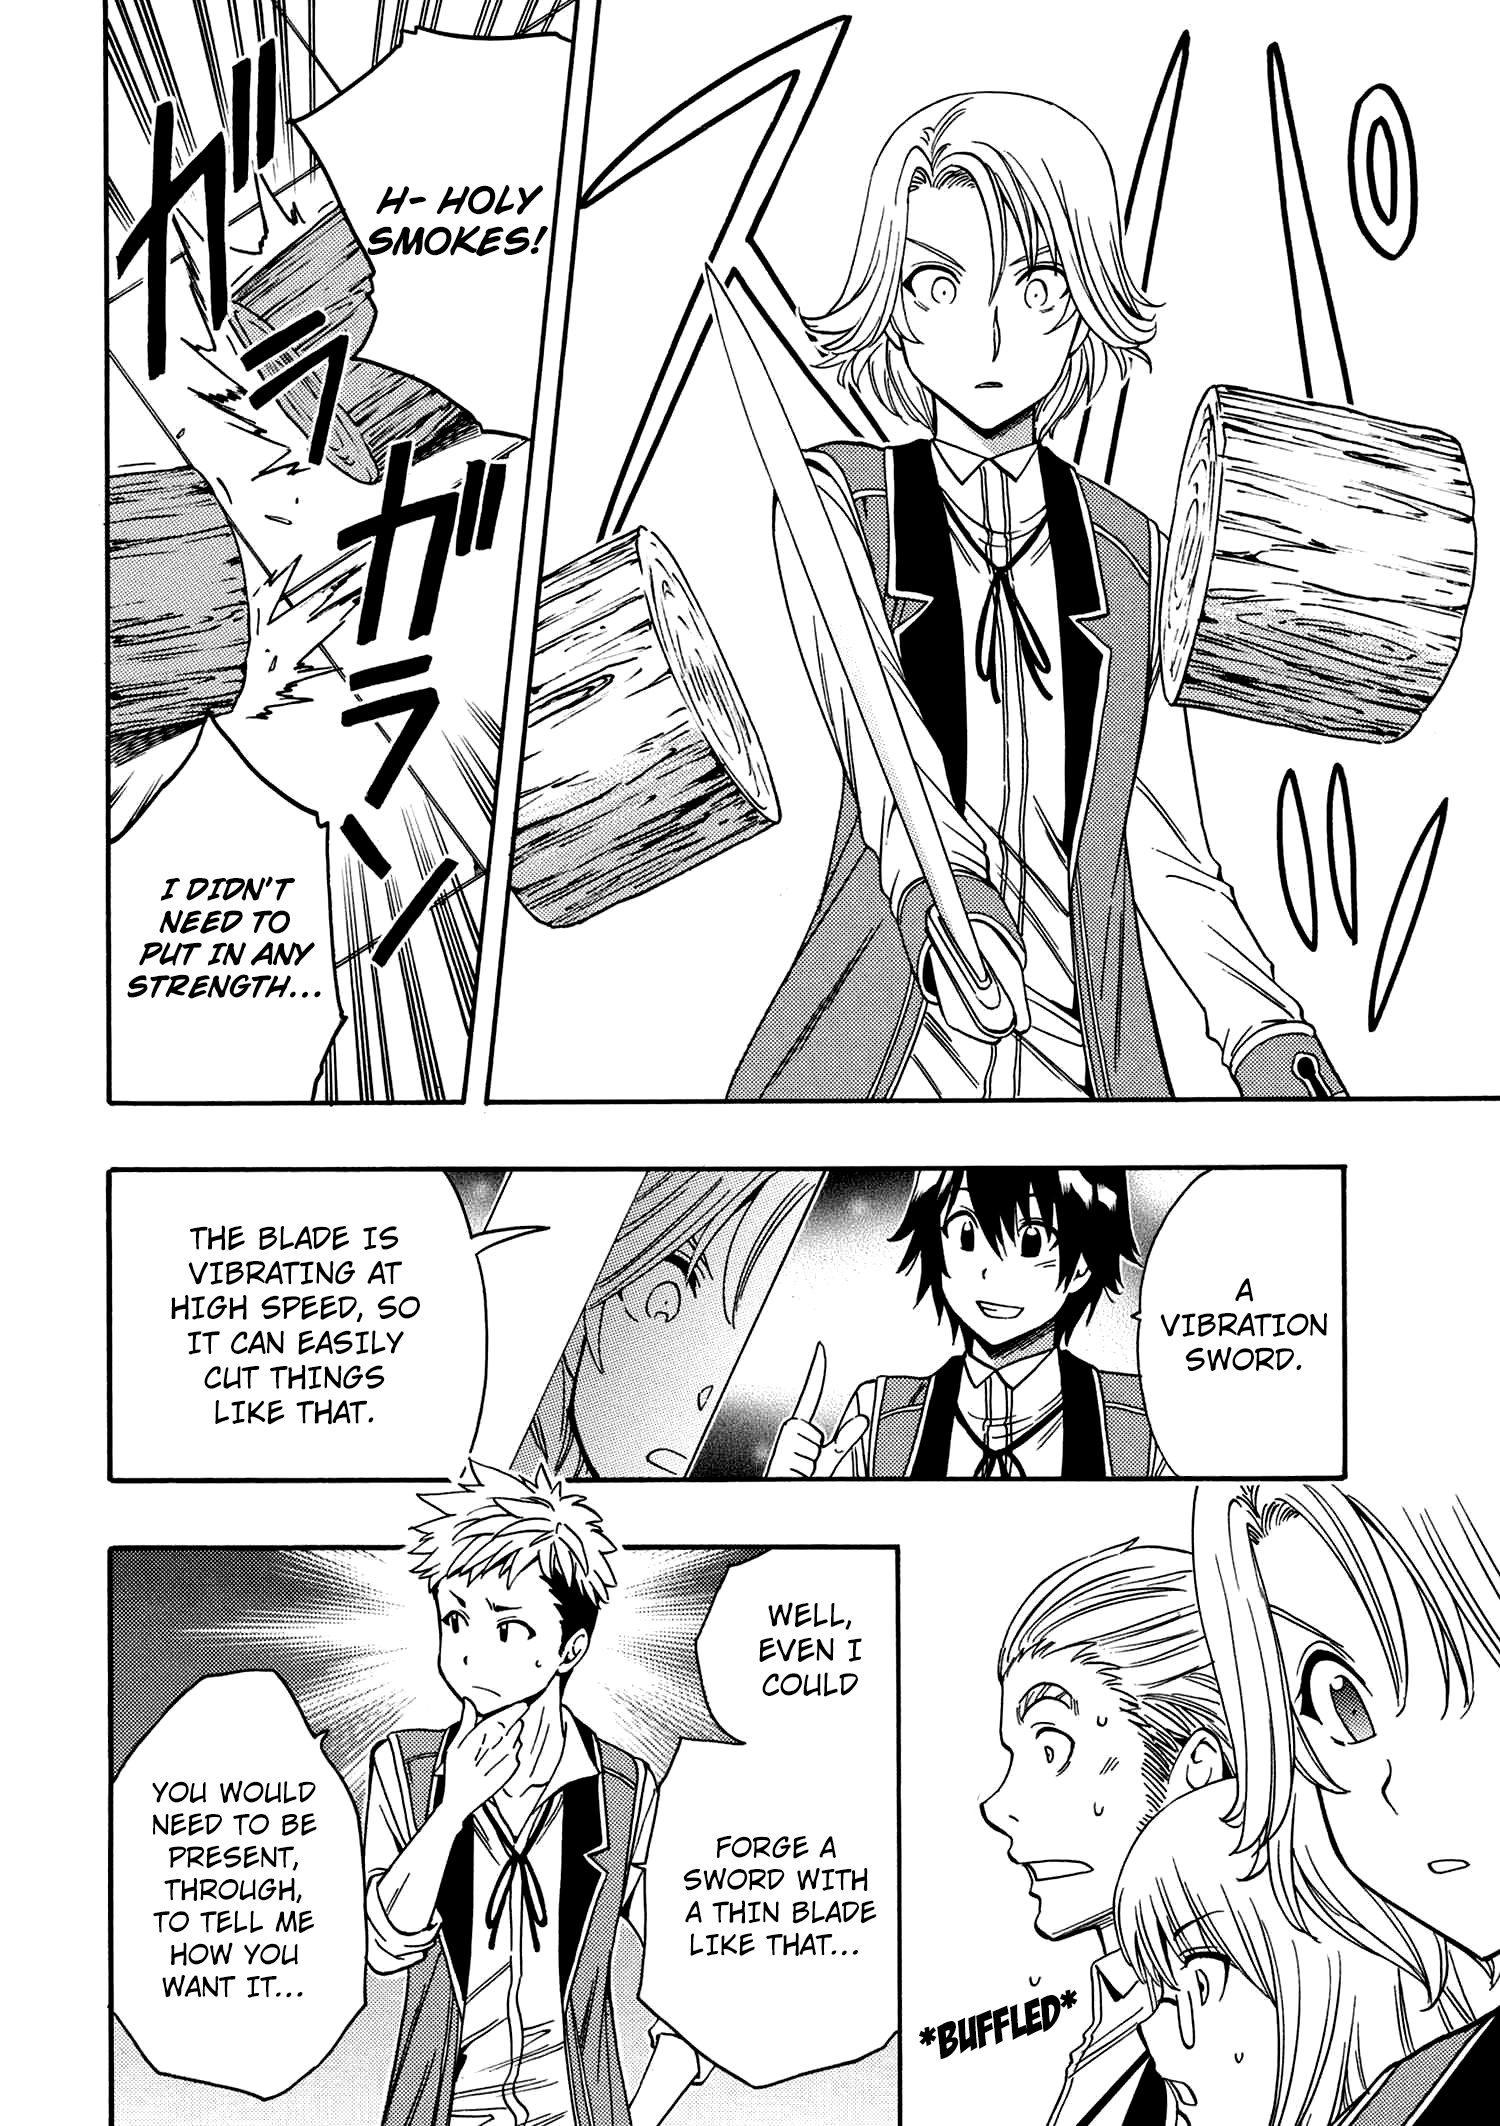 H- HOLY
SMOKES!
ガ゛
ラ
ガ゛
ラ
ン
I DIDN'T
NEED TO
PUT IN ANY
STRENGTH...
A
VIBRATION
SWORD.
THE BLADE IS
VIBRATING AT
HIGH SPEED, SO
IT CAN EASILY
CUT THINGS
LIKE THAT.
*BUFFLED*
WELL,
EVEN I
COULD
FORGE A
SWORD WITH
A THIN BLADE
LIKE THAT...
YOU WOULD
NEED TO BE
PRESENT,
THROUGH,
TO TELL ME
HOW YOU
WANT IT...